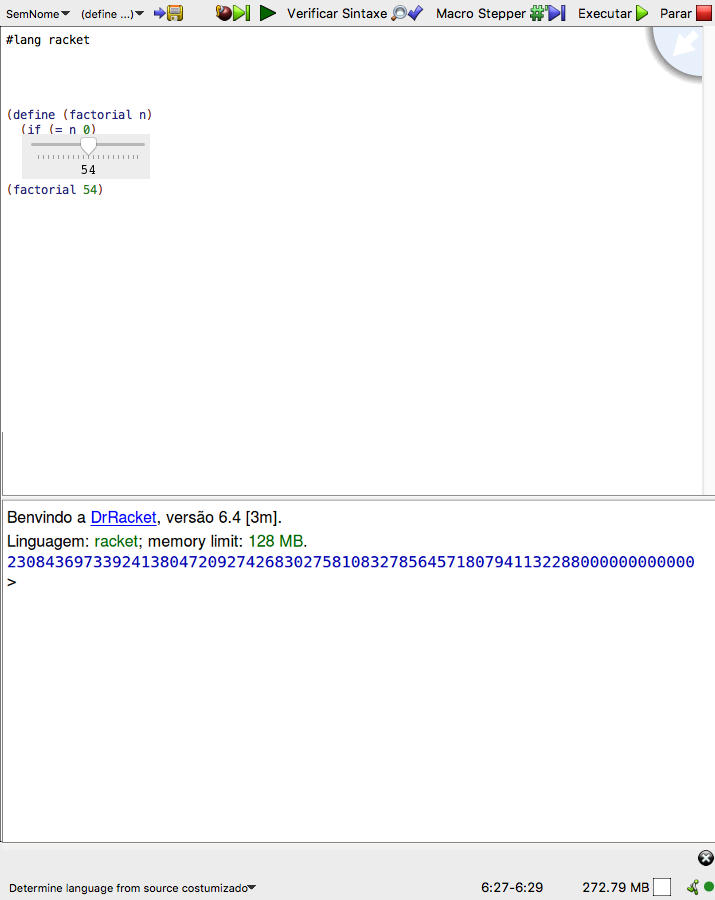 SemNome (define ...) Verificar Sintaxe Macro Stepper Executar Parar
#lang racket
(define (factorial n)
(if (= n 0)
54
(factorial 54)
Benvindo a DrRacket, versão 6.4 [3m].
Linguagem: racket; memory limit: 128 MB.
230843697339241380472092742683027581083278564571807941132288000000000000
>
Determine language from source costumizado 6:27-6:29 272.79 MB